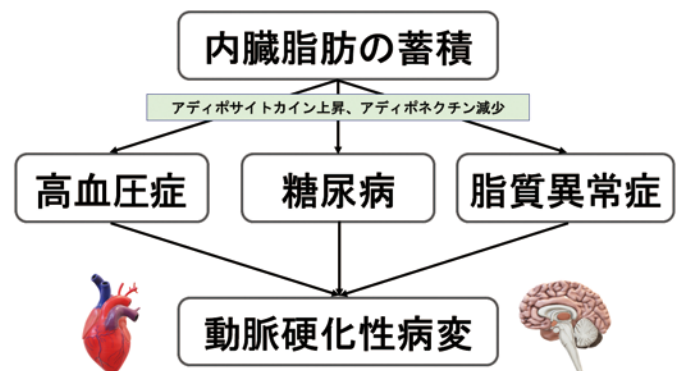 内臓脂肪の蓄積
アディポサイトカイン上昇、アディポネクチン減少
高血圧症
糖尿病
脂質異常症
動脈硬化性病変